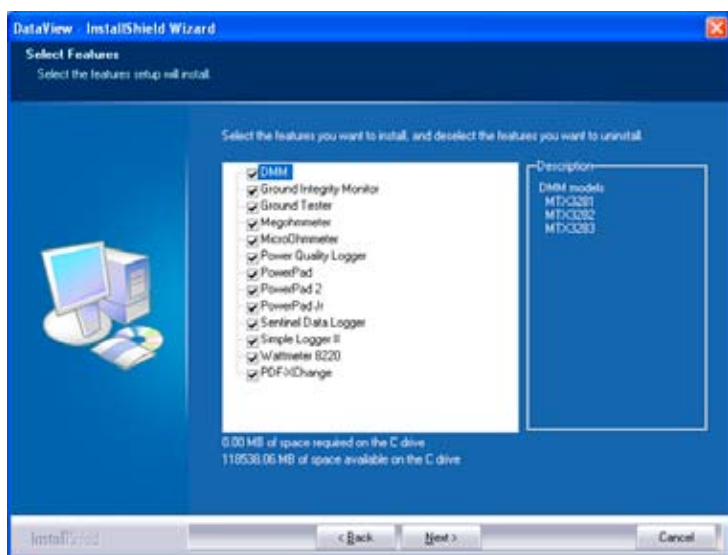 DataView - InstallShield Wizard
Select Features
Select the features setup will install.
Select the features you want to install, and deselect the features you want to uninstall.
DMM
Ground Integrity Monitor
Ground Tester
Megohmmeter
MicroOhmmeter
Power Quality Logger
PowerPad
PowerPad 2
PowerPad Jr
Sentinel Data Logger
Simple Logger II
Wattmeter 8220
PDF-XChange
Description
DMM models
MTX3281
MTX3282
MTX3283
0.00 MB of space required on the C drive
118538.06 MB of space available on the C drive
InstallShield
< Back
Next >
Cancel